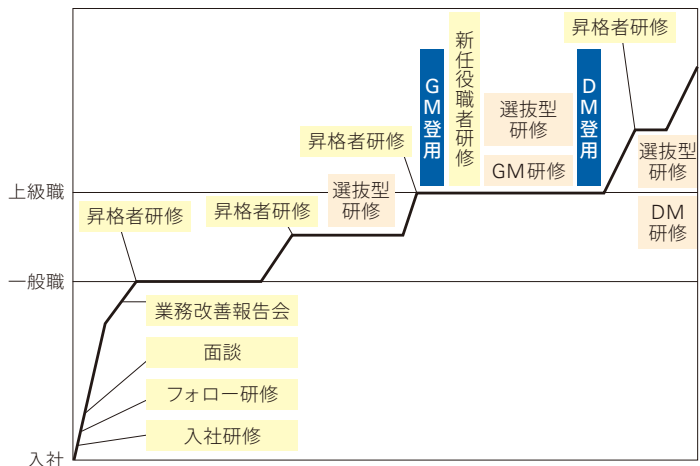 昇格者研修
新任役職者研修
GM登用
DM登用
選抜型
研修
昇格者研修
GM研修
選抜型
研修
上級職
選抜型
研修
昇格者研修
昇格者研修
DM
研修
一般職
業務改善報告会
面談
フォロー研修
入社研修
入社